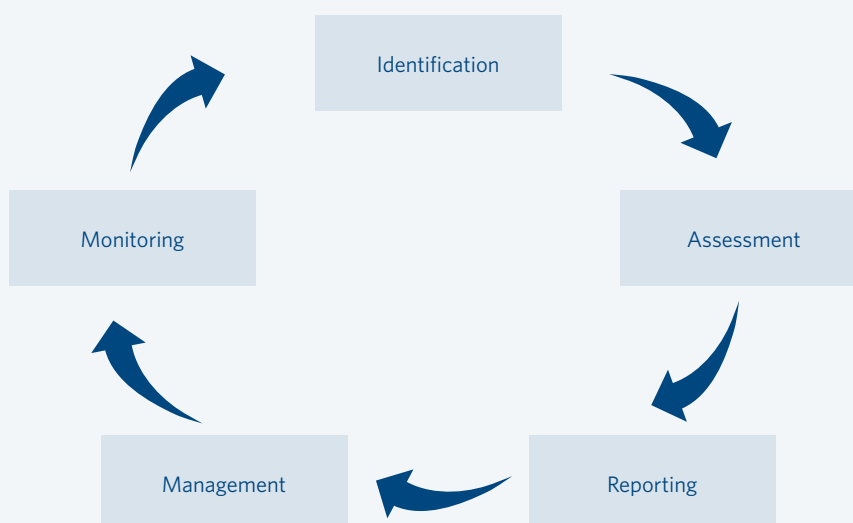 Identification
Assessment
Reporting
Management
Monitoring